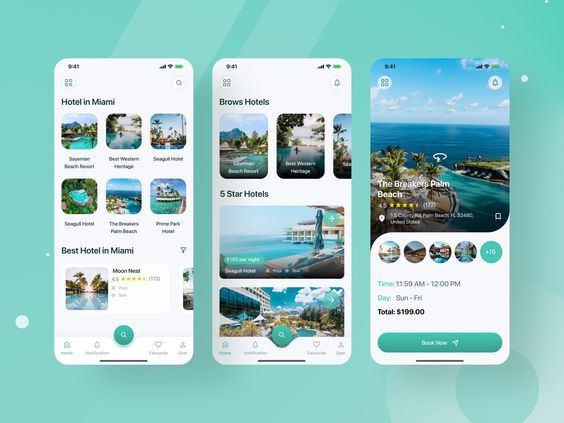 9:41
Hotel in Miami
Sayeman
Beach Resort
Best Western
Heritage
Seagull Hotel
Seagull Hotel
The Breakers
Palm
Prime Park
Hotel
Best Hotel in Miami
Moon Nest
4.5 (172)
Pool
Spa
Home
Notification
Favourite
User
9:41
Brows Hotels
Sayeman
Beach Resort
Best Western
Heritage
Seagull Hotel
5 Star Hotels
$150 per night
Seagull Hotel Pool Spa
Home
Notification
Favourite
User
9:41
The Breakers Palm
Beach
4.5 (172)
1 S County Rd, Palm Beach, FL 33480,
United States
+15
Time: 11:59 AM - 12:00 PM
Day: Sun - Fri
Total: $199.00
Book Now